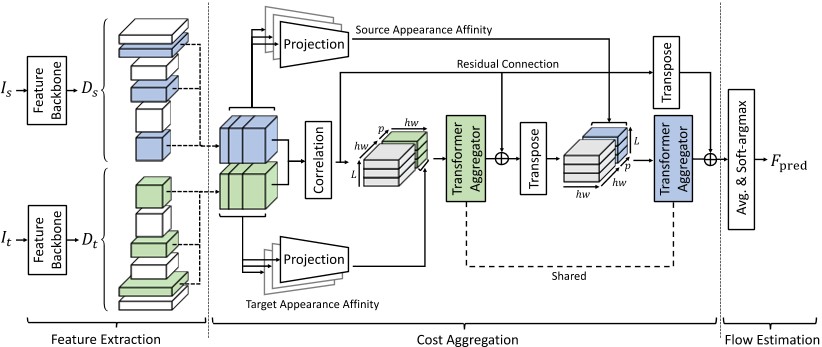 Source Appearance Affinity
Projection
Residual Connection
I_s
Feature
Backbone
D_s
Correlation
hw
p
hw
L
Transformer
Aggregator
Transpose
L
p
hw
hw
Transpose
Transformer
Aggregator
Avg. & Soft-argmax
F_pred
I_t
Feature
Backbone
D_t
Projection
Target Appearance Affinity
Shared
Feature Extraction
Cost Aggregation
Flow Estimation